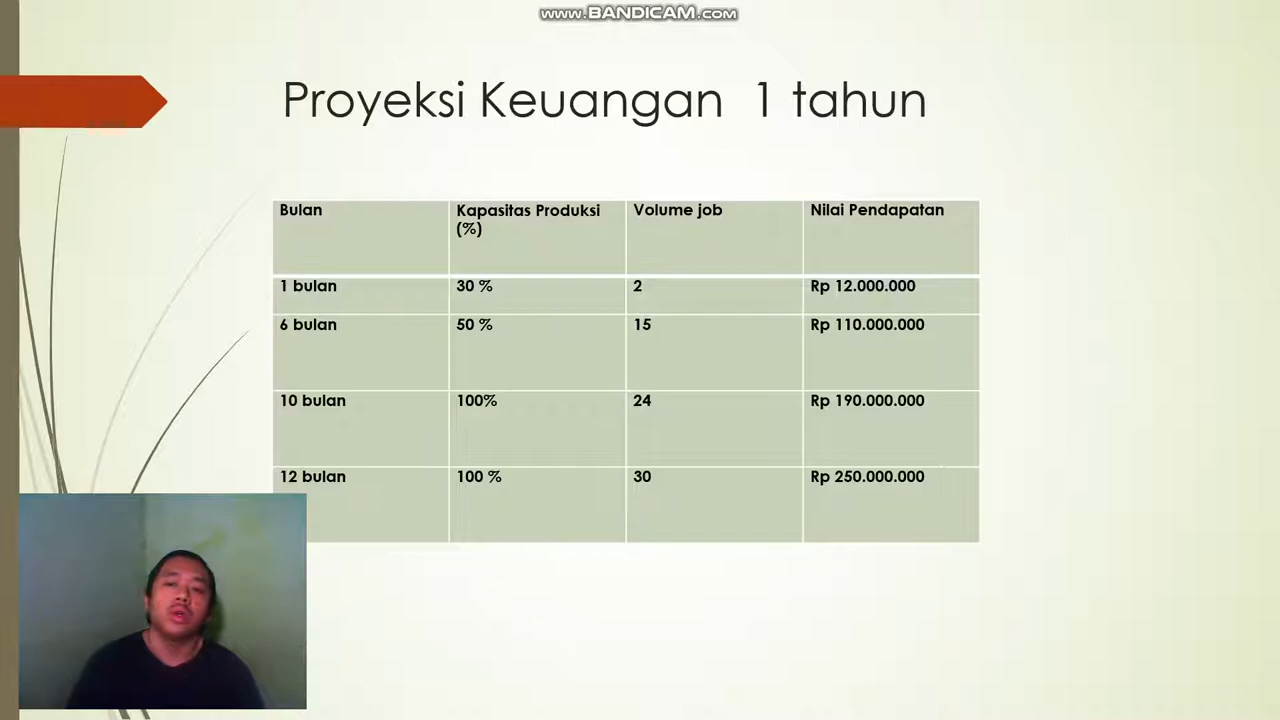 www.BANDICAM.com
Proyeksi Keuangan 1 tahun
Bulan
Kapasitas Produksi
(%)
Volume job
Nilai Pendapatan
1 bulan
30 %
2
Rp 12.000.000
6 bulan
50 %
15
Rp 110.000.000
10 bulan
100%
24
Rp 190.000.000
12 bulan
100 %
30
Rp 250.000.000